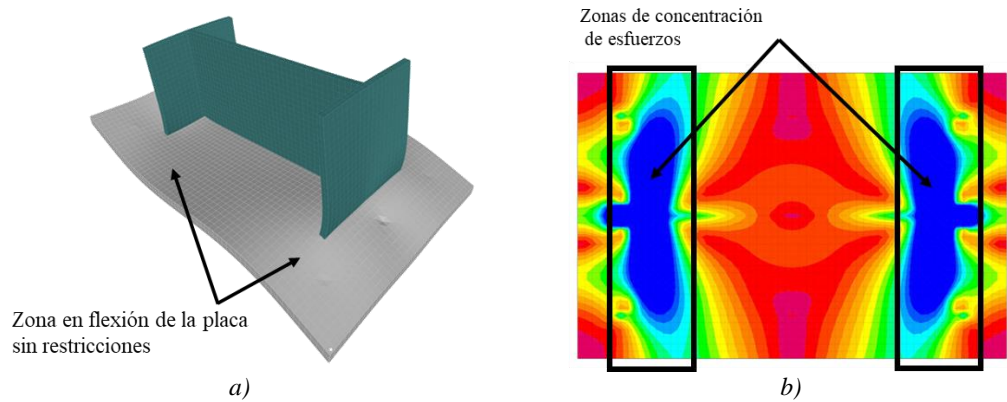 Zonas de concentración
de esfuerzos
Zona en flexión de la placa
sin restricciones
a)
b)